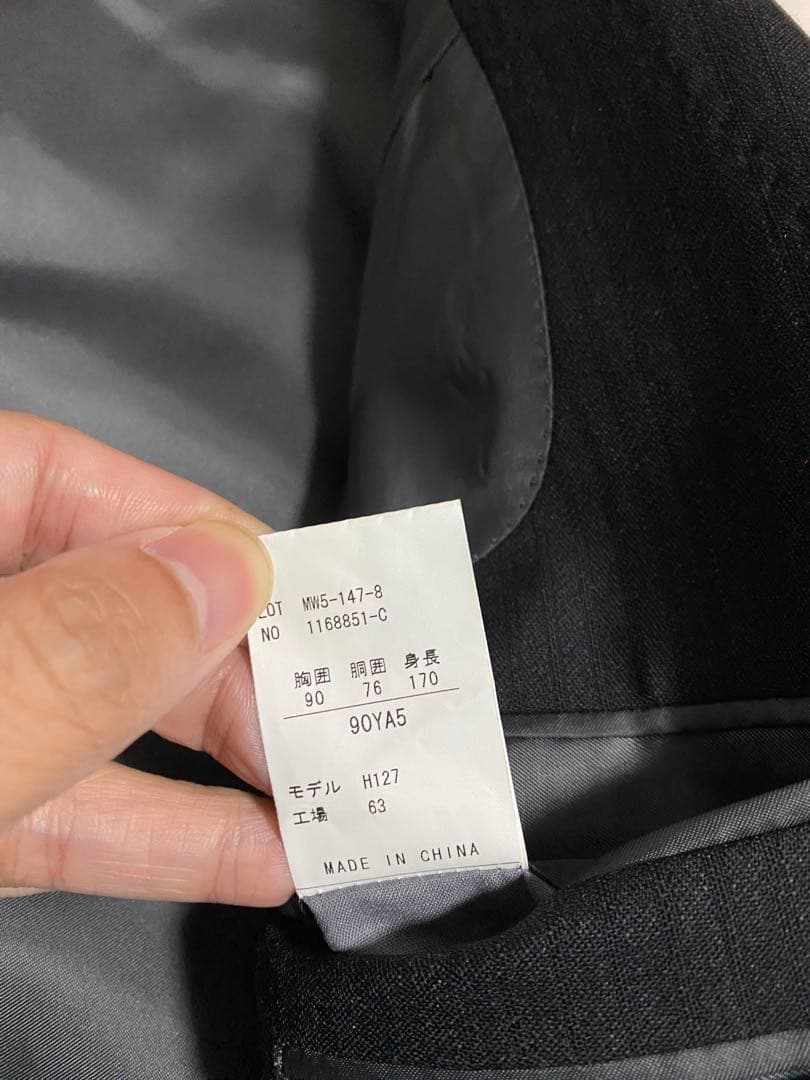 LOT MW5-147-8
NO 1168851-C
胸囲 胴囲 身長
90 76 170
90YA5
モデル H127
工場 63
MADE IN CHINA